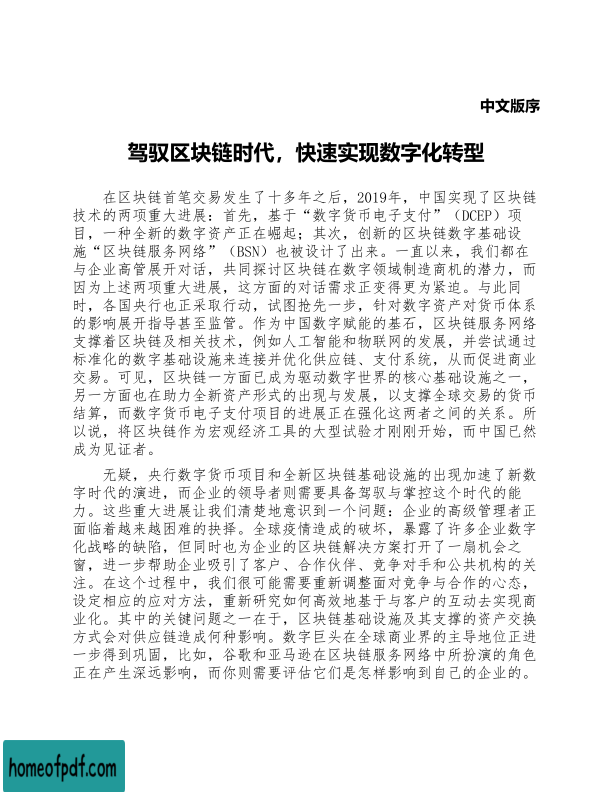 中文版序
驾驭区块链时代，快速实现数字化转型
在区块链首笔交易发生了十多年之后，2019年，中国实现了区块链
技术的两项重大进展：首先，基于“数字货币电子支付”（DCEP）项
目，一种全新的数字资产正在崛起；其次，创新的区块链数字基础设
施“区块链服务网络”（BSN）也被设计了出来。一直以来，我们都在
与企业高管展开对话，共同探讨区块链在数字领域制造商机的潜力，而
因为上述两项重大进展，这方面的对话需求正变得更为紧迫。与此同
时，各国央行也正采取行动，试图抢先一步，针对数字资产对货币体系
的影响展开指导甚至监管。作为中国数字赋能的基石，区块链服务网络
支撑着区块链及相关技术，例如人工智能和物联网的发展，并尝试通过
标准化的数字基础设施来连接并优化供应链、支付系统，从而促进商业
交易。可见，区块链一方面已成为驱动数字世界的核心基础设施之一，
另一方面也在助力全新资产形式的出现与发展，以支撑全球交易的货币
结算，而数字货币电子支付项目的进展正在强化这两者之间的关系。所
以说，将区块链作为宏观经济工具的大型试验才刚刚开始，而中国已然
成为见证者。
无疑，央行数字货币项目和全新区块链基础设施的出现加速了新数
字时代的演进，而企业的领导者则需要具备驾驭与掌控这个时代的能
力。这些重大进展让我们清楚地意识到一个问题：企业的高级管理者正
面临着越来越困难的抉择。全球疫情造成的破坏，暴露了许多企业数字
化战略的缺陷，但同时也为企业的区块链解决方案打开了一扇机会之
窗，进一步帮助企业吸引了客户、合作伙伴、竞争对手和公共机构的关
注。在这个过程中，我们很可能需要重新调整面对竞争与合作的心态，
设定相应的应对方法，重新研究如何高效地基于与客户的互动去实现商
业化。其中的关键问题之一在于，区块链基础设施及其支撑的资产交换
方式会对供应链造成何种影响。数字巨头在全球商业界的主导地位正进
一步得到巩固，比如，谷歌和亚马逊在区块链服务网络中所扮演的角色
正在产生深远影响，而你则需要评估它们是怎样影响到自己的企业的。
homeofpdf.com